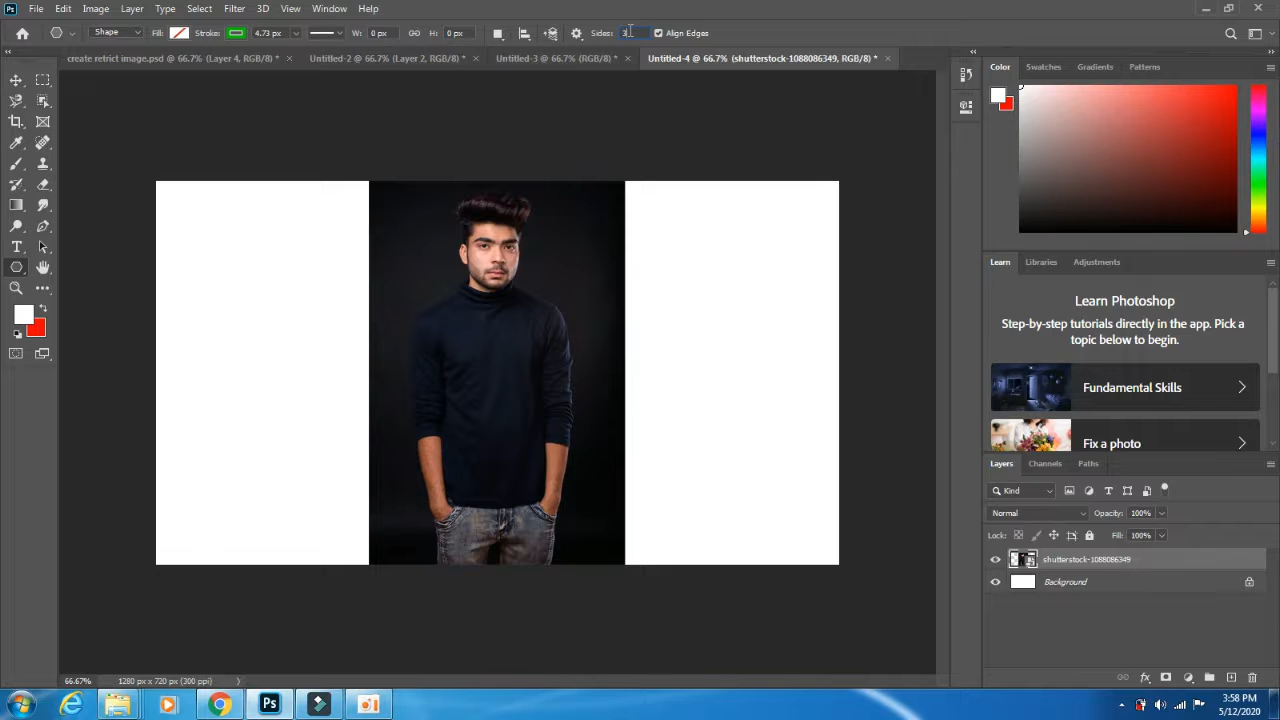 Ps File Edit Image Layer Type Select Filter 3D View Window Help
Shape Fill: Stroke: 4.73 px W: 0 px H: 0 px Sides: 3 Align Edges
create retrict image.psd @ 66.7% (Layer 4, RGB/8) * × Untitled-2 @ 66.7% (Layer 2, RGB/8) * × Untitled-3 @ 66.7% (RGB/8) * × Untitled-4 @ 66.7% (shutterstock-1088086349, RGB/8) * ×
Color Swatches Gradients Patterns
Learn Libraries Adjustments
Learn Photoshop
Step-by-step tutorials directly in the app. Pick a
topic below to begin.
Fundamental Skills
Fix a photo
Layers Channels Paths
Kind
Normal Opacity: 100%
Lock: Fill: 100%
shutterstock-1088086349
Background
66.67% 1280 px x 720 px (300 ppi)
Ps
3:58 PM
5/12/2020